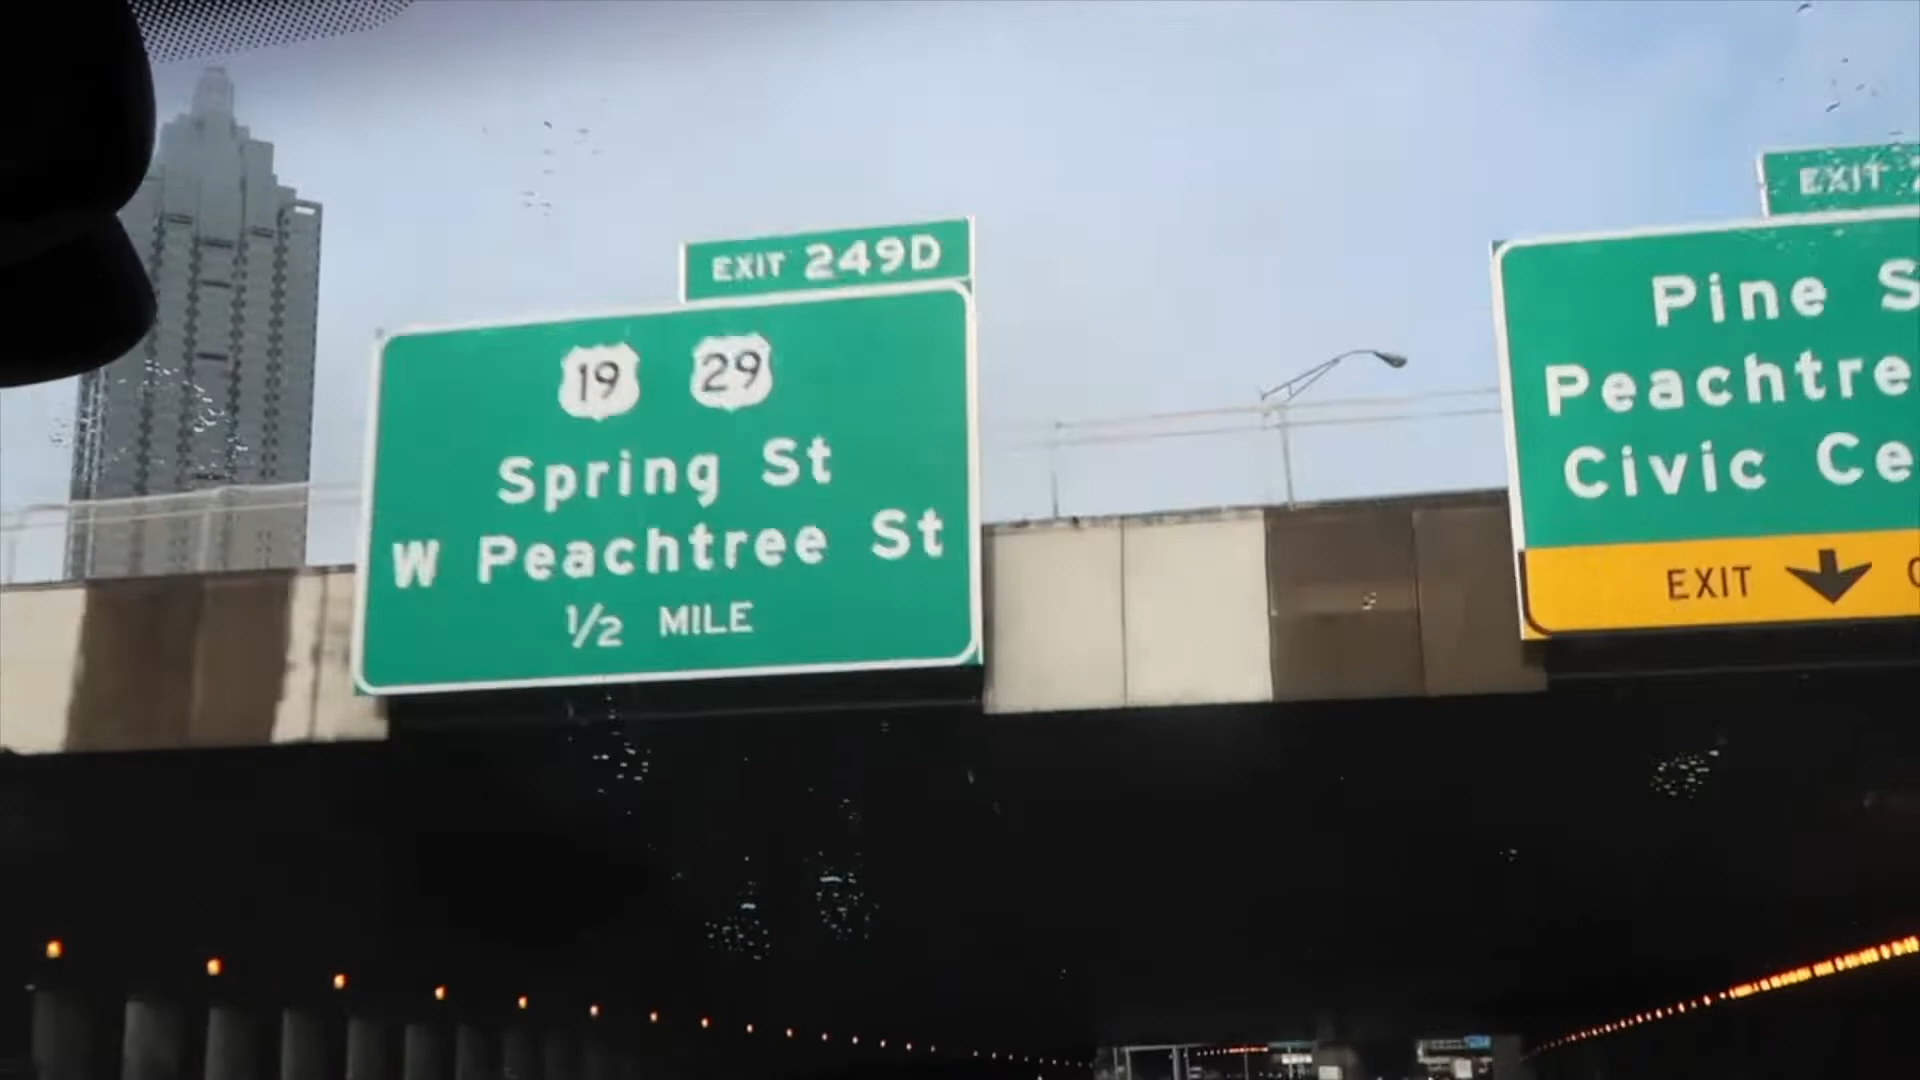 EXIT 249D
19 29
Spring St
W Peachtree St
1/2 MILE
EXIT
Pine
Peachtre
Civic Ce
EXIT